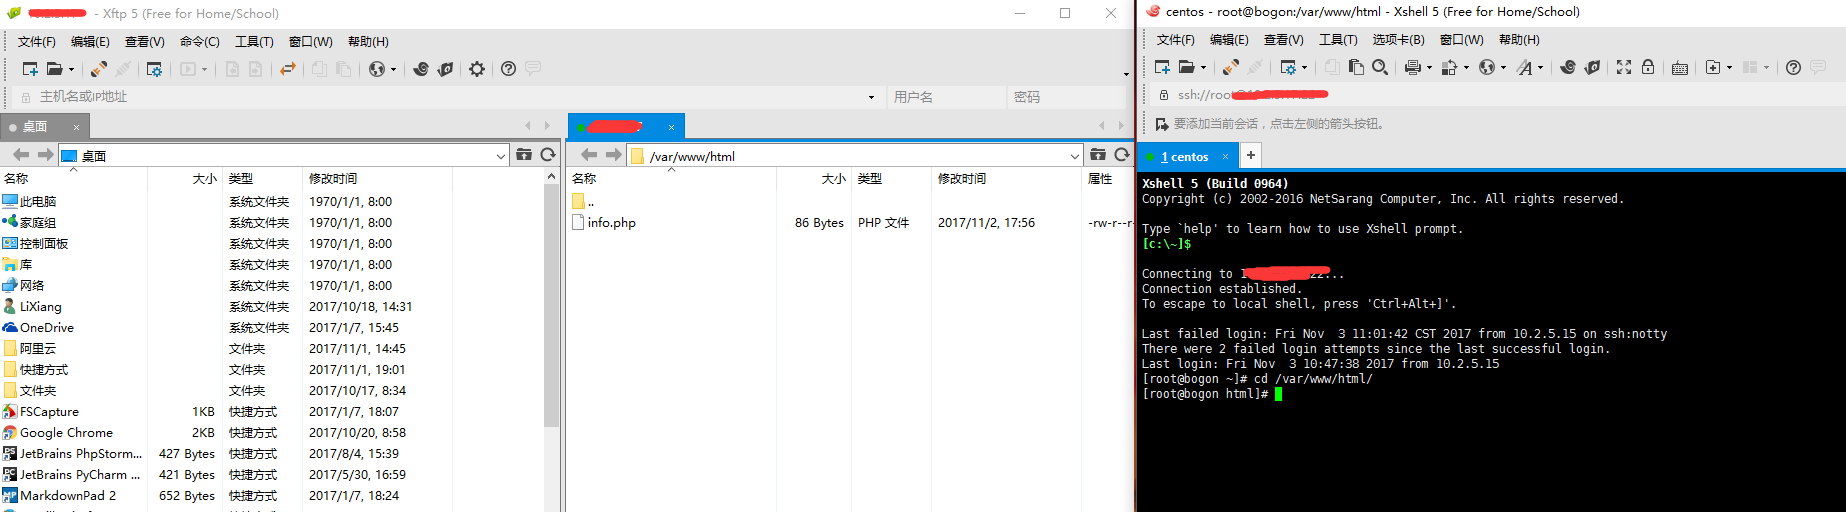 - Xftp 5 (Free for Home/School)
文件(F) 编辑(E) 查看(V) 命令(C) 工具(T) 窗口(W) 帮助(H)
主机名或IP地址 用户名 密码
桌面
桌面
名称 大小 类型 修改时间
此电脑 系统文件夹 1970/1/1, 8:00
家庭组 系统文件夹 1970/1/1, 8:00
控制面板 系统文件夹 1970/1/1, 8:00
库 系统文件夹 1970/1/1, 8:00
网络 系统文件夹 1970/1/1, 8:00
LiXiang 系统文件夹 2017/10/18, 14:31
OneDrive 系统文件夹 2017/1/7, 15:45
阿里云 文件夹 2017/11/1, 14:45
快捷方式 文件夹 2017/11/1, 19:01
文件夹 文件夹 2017/10/17, 8:34
FSCapture 1KB 快捷方式 2017/1/7, 18:07
Google Chrome 2KB 快捷方式 2017/10/20, 8:58
JetBrains PhpStorm... 427 Bytes 快捷方式 2017/8/4, 15:39
JetBrains PyCharm ... 421 Bytes 快捷方式 2017/5/30, 16:59
MarkdownPad 2 652 Bytes 快捷方式 2017/1/7, 18:24
/var/www/html
名称 大小 类型 修改时间 属性
..
info.php 86 Bytes PHP 文件 2017/11/2, 17:56 -rw-r--r-
centos - root@bogon:/var/www/html - Xshell 5 (Free for Home/School)
文件(F) 编辑(E) 查看(V) 工具(T) 选项卡(B) 窗口(W) 帮助(H)
ssh://root
要添加当前会话，点击左侧的箭头按钮。
1 centos
Xshell 5 (Build 0964)
Copyright (c) 2002-2016 NetSarang Computer, Inc. All rights reserved.
Type `help' to learn how to use Xshell prompt.
[c:\~]$
Connecting to
Connection established.
To escape to local shell, press 'Ctrl+Alt+]'.
Last failed login: Fri Nov  3 11:01:42 CST 2017 from 10.2.5.15 on ssh:notty
There were 2 failed login attempts since the last successful login.
Last login: Fri Nov  3 10:47:38 2017 from 10.2.5.15
[root@bogon ~]# cd /var/www/html/
[root@bogon html]#